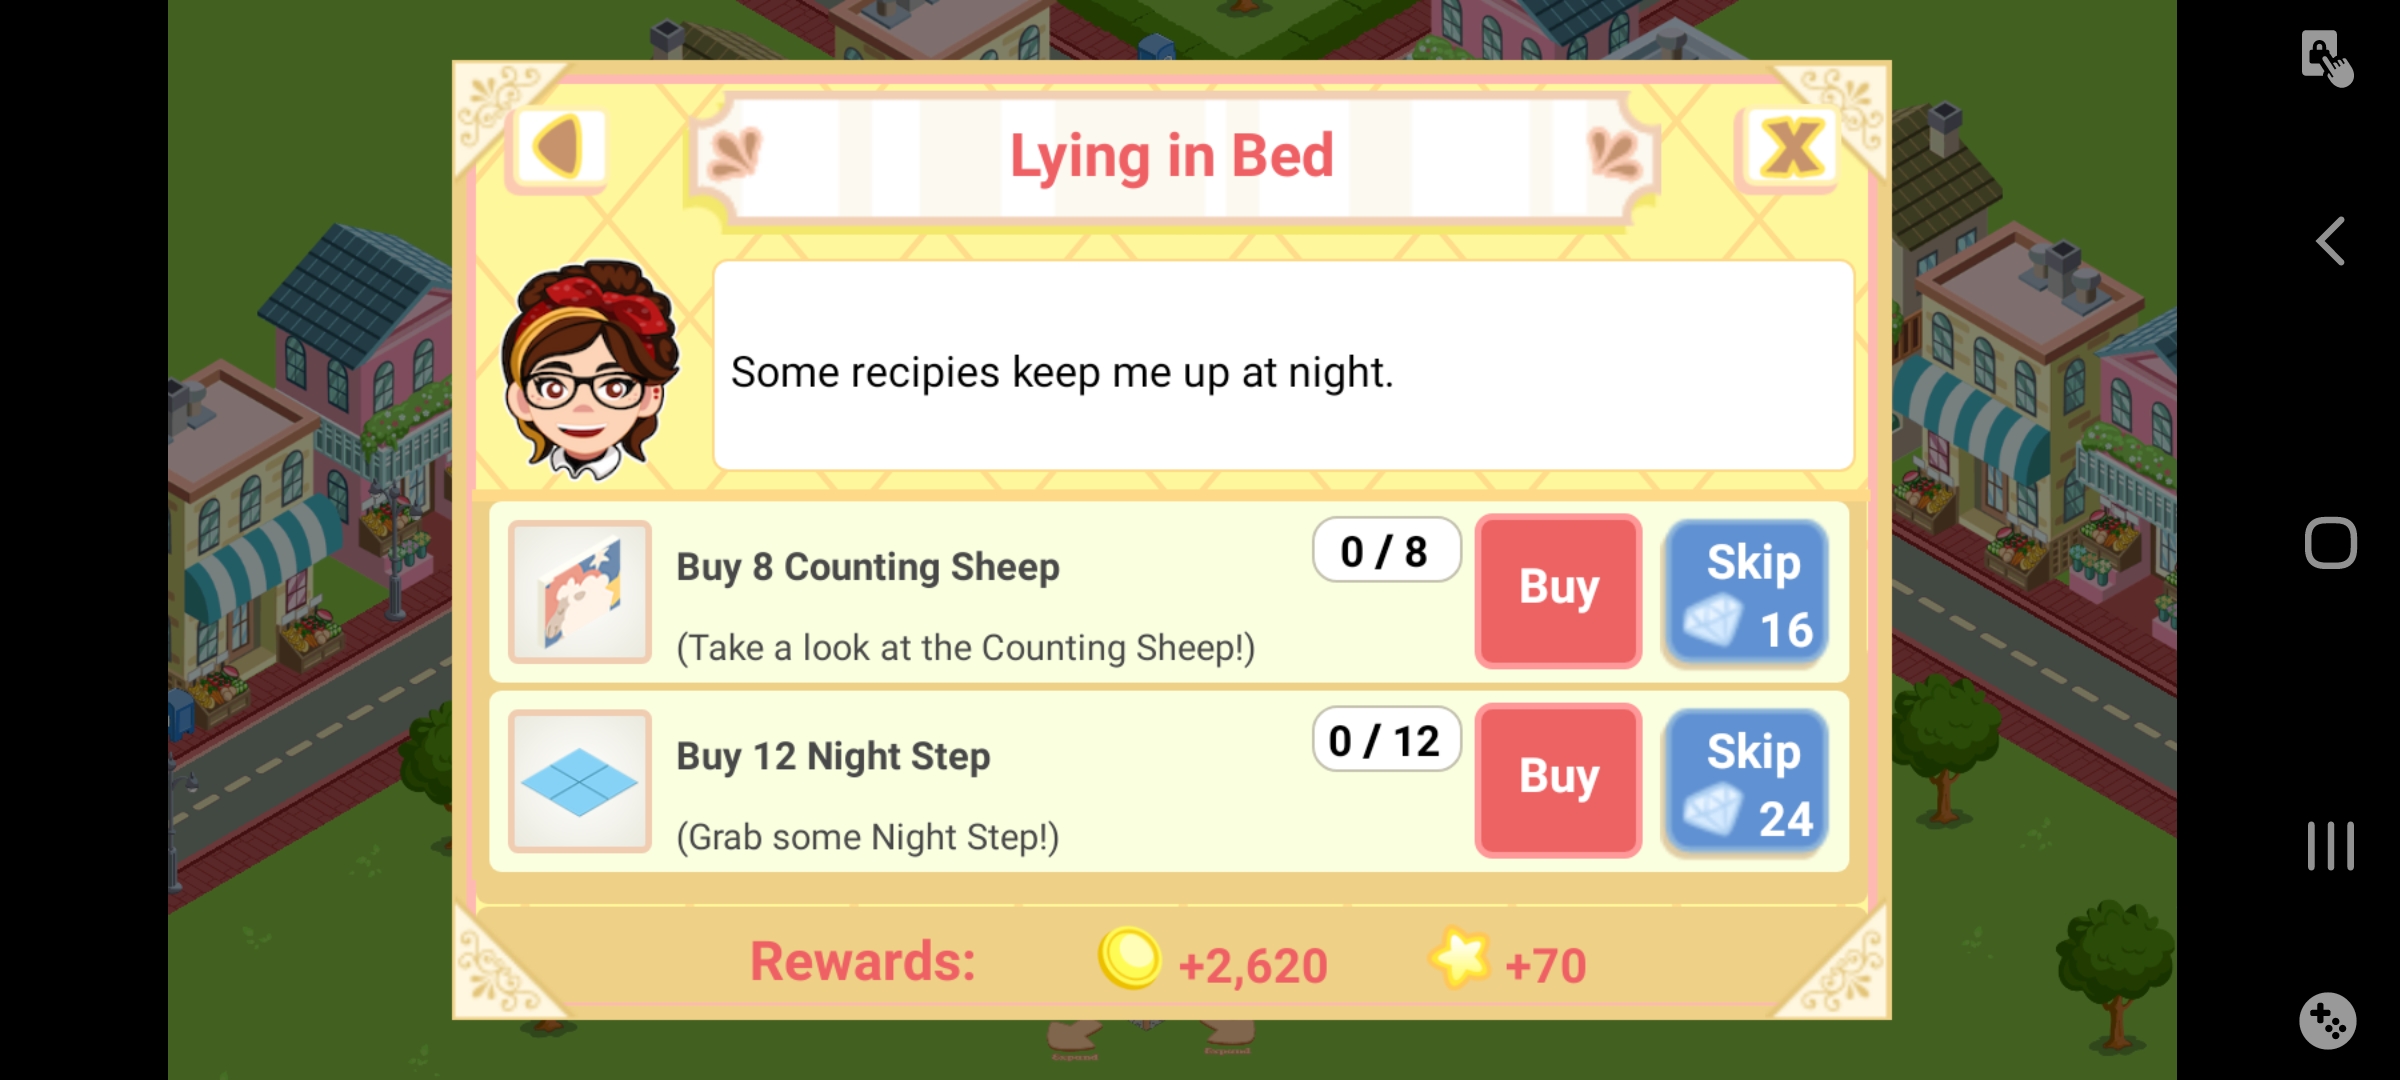 Lying in Bed
Some recipies keep me up at night.
Buy 8 Counting Sheep
0 / 8
Buy
Skip
16
(Take a look at the Counting Sheep!)
Buy 12 Night Step
0 / 12
Buy
Skip
24
(Grab some Night Step!)
Rewards: +2,620 +70
Expand Expand